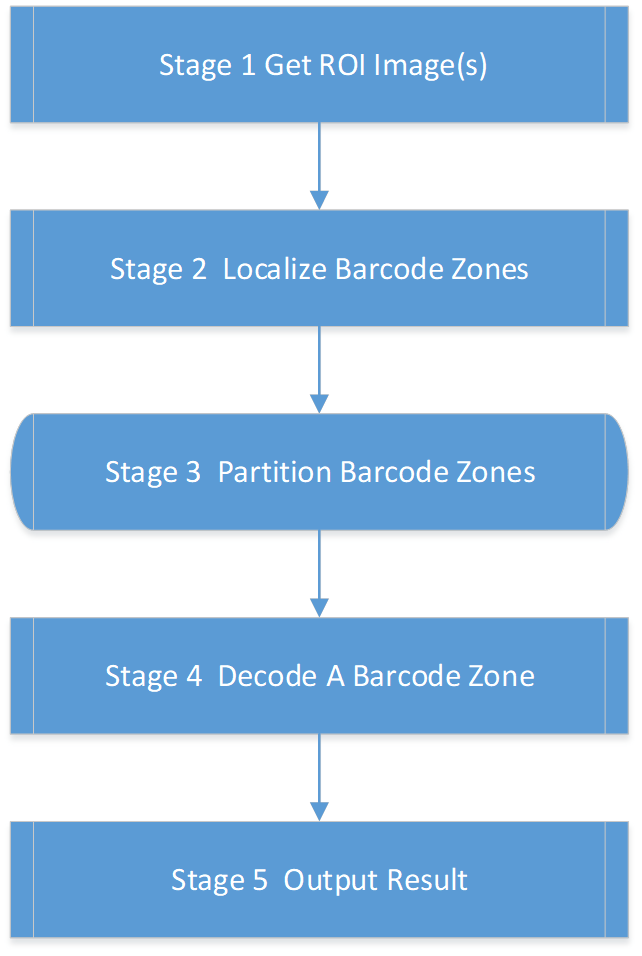 Stage 1 Get ROI Image(s)
Stage 2  Localize Barcode Zones
Stage 3  Partition Barcode Zones
Stage 4  Decode A Barcode Zone
Stage 5  Output Result